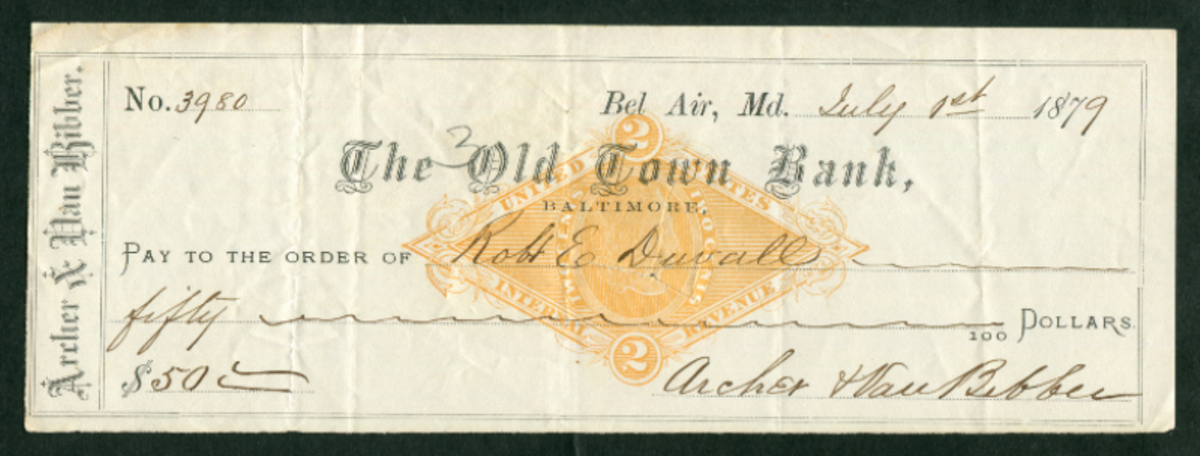 Archer & Van Bibber.
No. 3980
Bel Air, Md. July 1st 1879
3
The Old Town Bank,
BALTIMORE,
PAY TO THE ORDER OF Robt E Duvall
fifty 100 DOLLARS
$50
Archer & Van Bibber
2
UNITED STATES
INTERNAL REVENUE
2